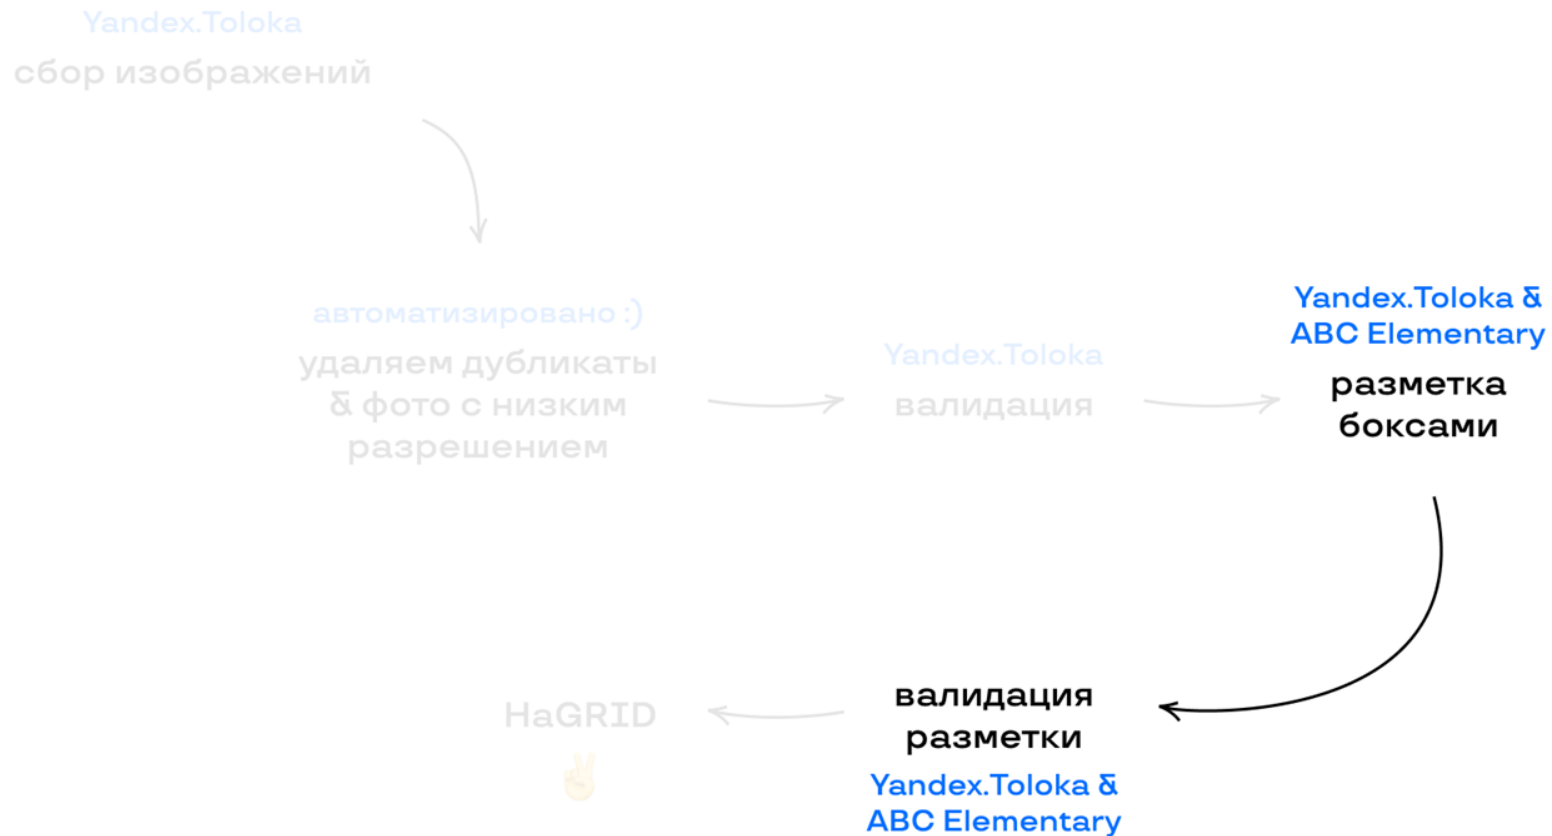 Yandex.Toloka
сбор изображений
автоматизировано :)
удаляем дубликаты
& фото с низким
разрешением
Yandex.Toloka
валидация
Yandex.Toloka &
ABC Elementary
разметка
боксами
валидация
разметки
Yandex.Toloka &
ABC Elementary
HaGRID